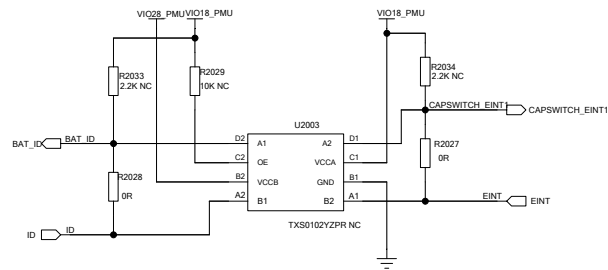 VIO28_PMU VIO18_PMU VIO18_PMU
R2033
2.2K NC
R2029
10K NC
R2034
2.2K NC
U2003
CAPSWITCH_EINT1
CAPSWITCH_EINT1
BAT_ID BAT_ID
D2 A1 A2 D1
C2 OE VCCA C1
B2 VCCB GND B1
A2 B1 B2 A1
R2027
0R
R2028
0R
EINT EINT
ID ID
TXS0102YZPR NC